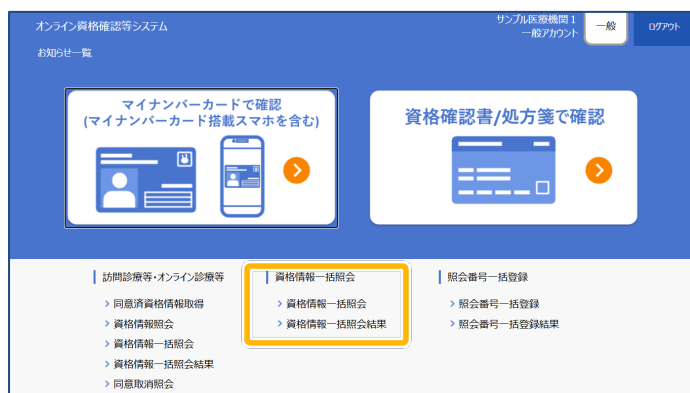 オンライン資格確認等システム
サンプル医療機関1
一般アカウント
一般
ログアウト
お知らせ一覧
マイナンバーカードで確認
(マイナンバーカード搭載スマホを含む)
資格確認書/処方箋で確認
訪問診療等・オンライン診療等
同意済資格情報取得
資格情報照会
資格情報一括照会
資格情報一括照会結果
同意取消照会
資格情報一括照会
資格情報一括照会
資格情報一括照会結果
照会番号一括登録
照会番号一括登録
照会番号一括登録結果